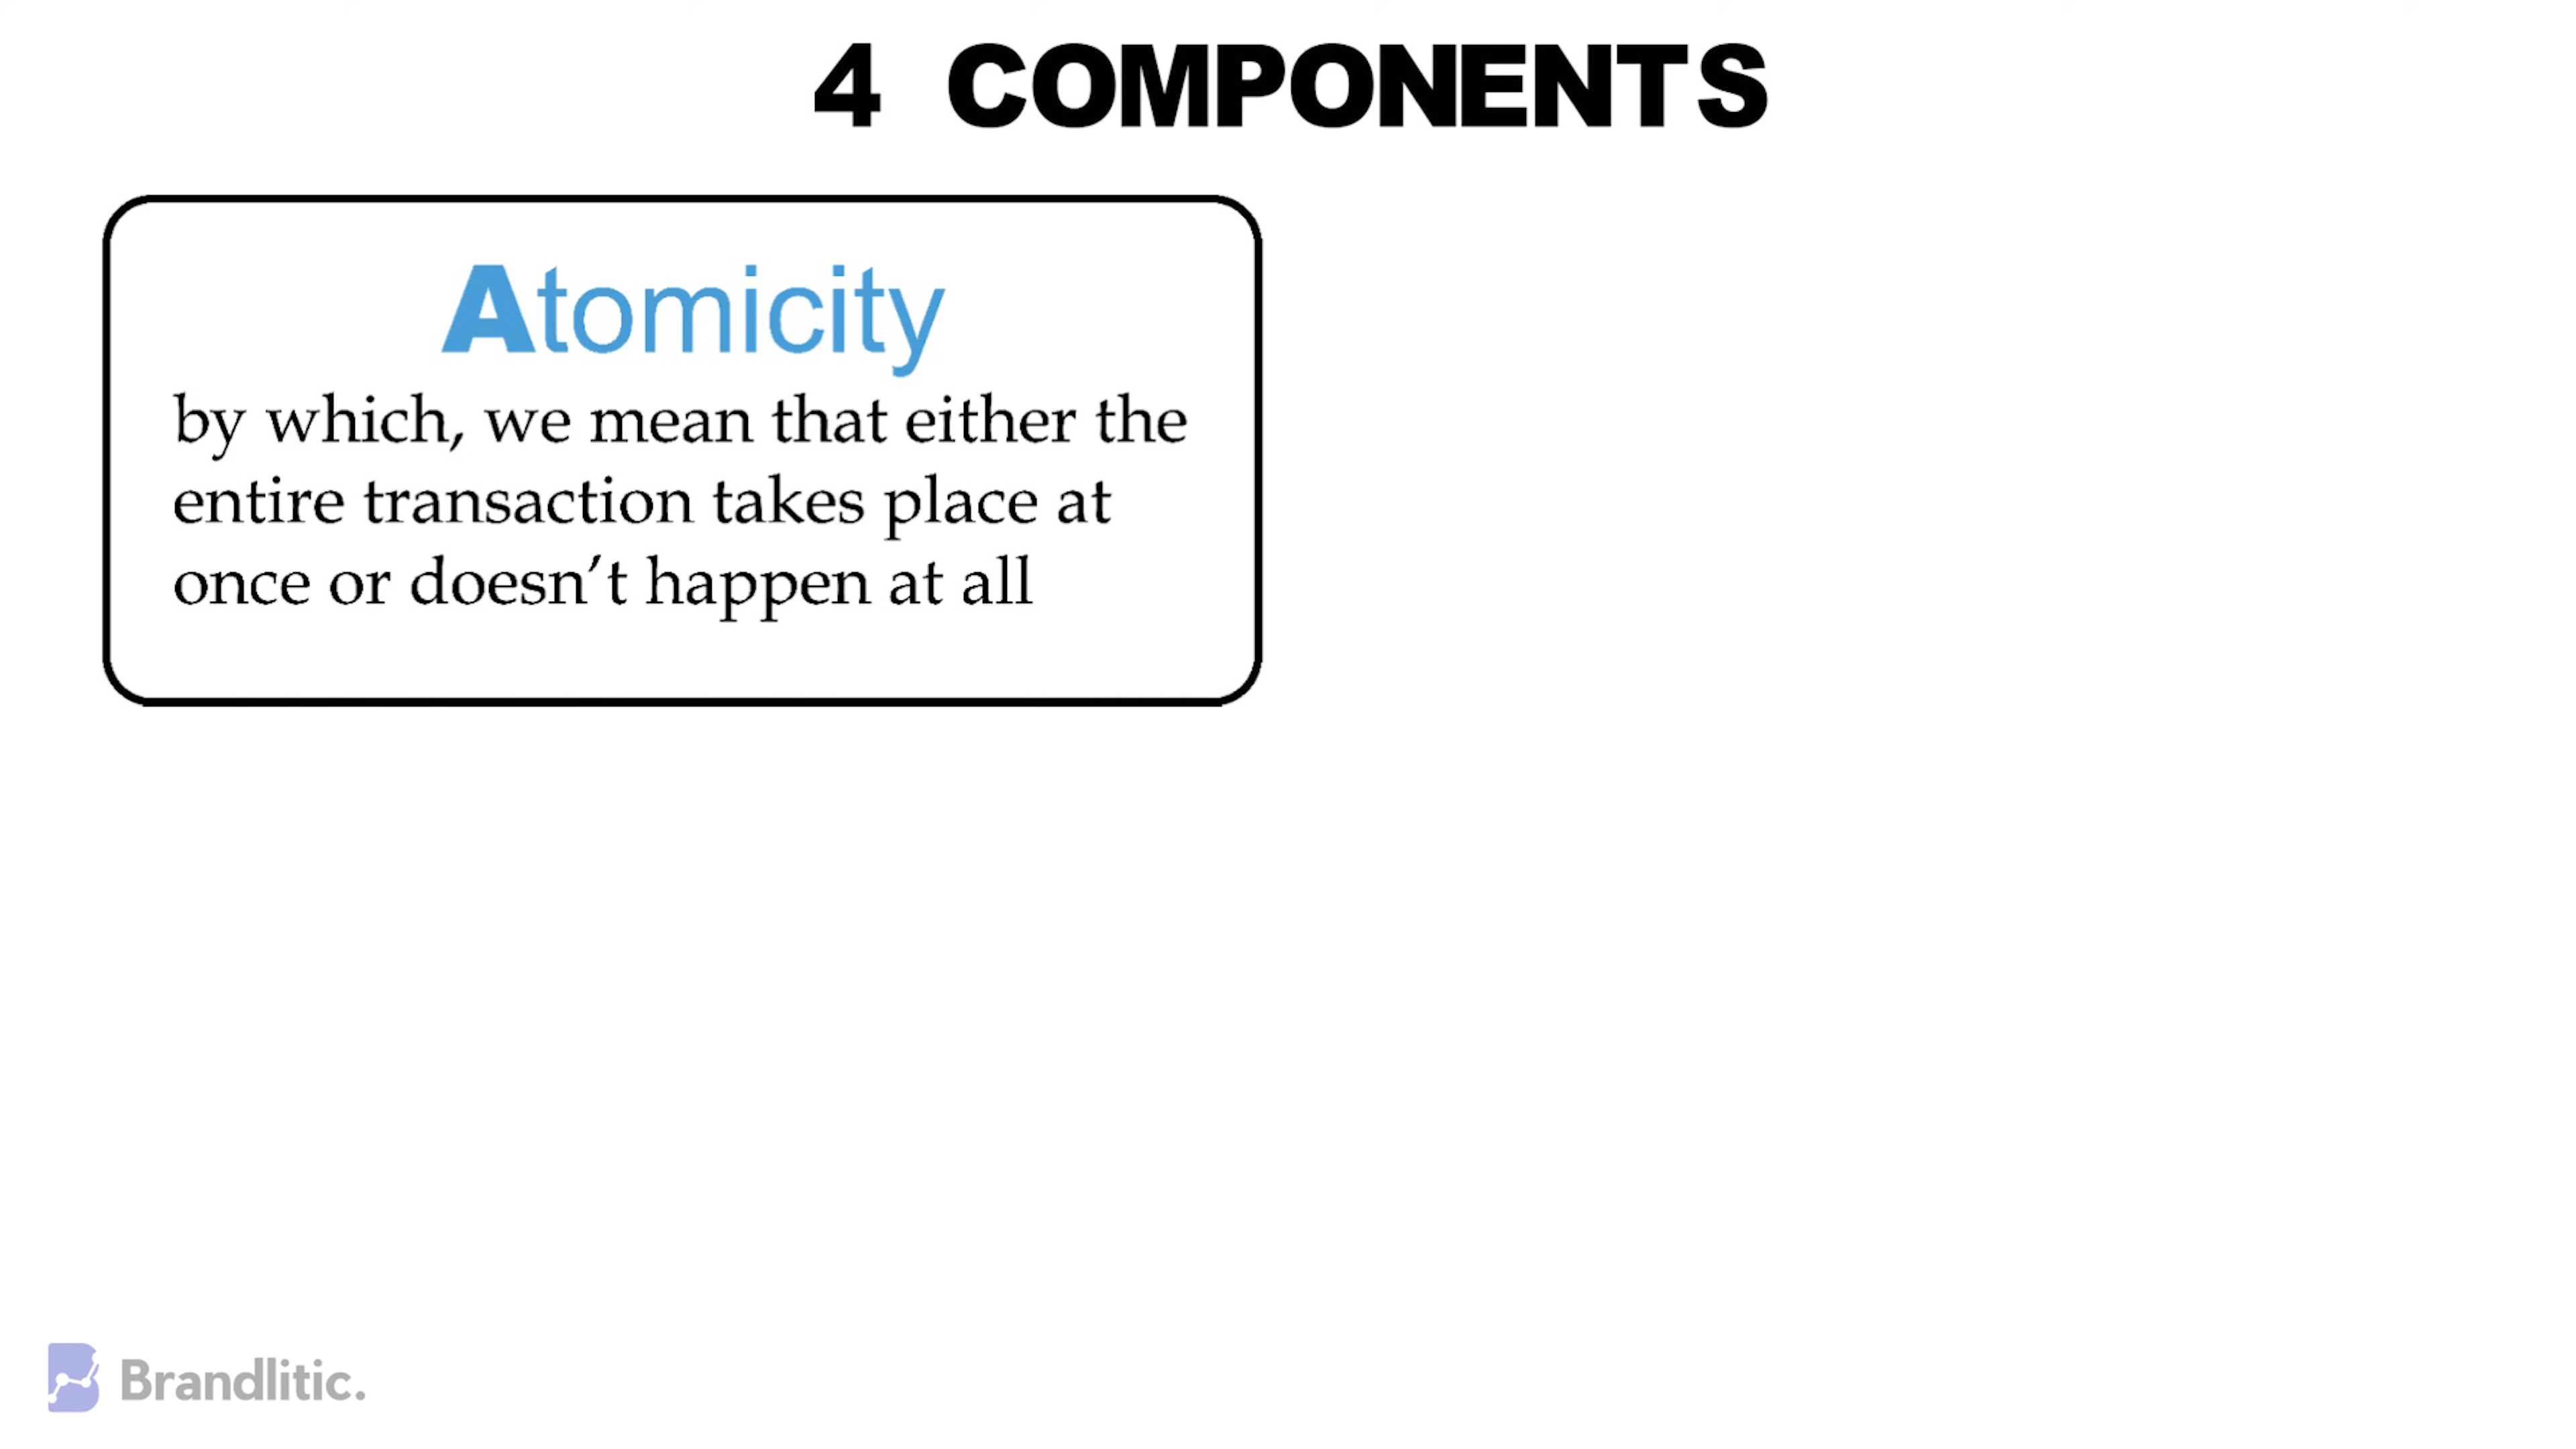 4 COMPONENTS
Atomicity
by which, we mean that either the
entire transaction takes place at
once or doesn’t happen at all
Brandlitic.